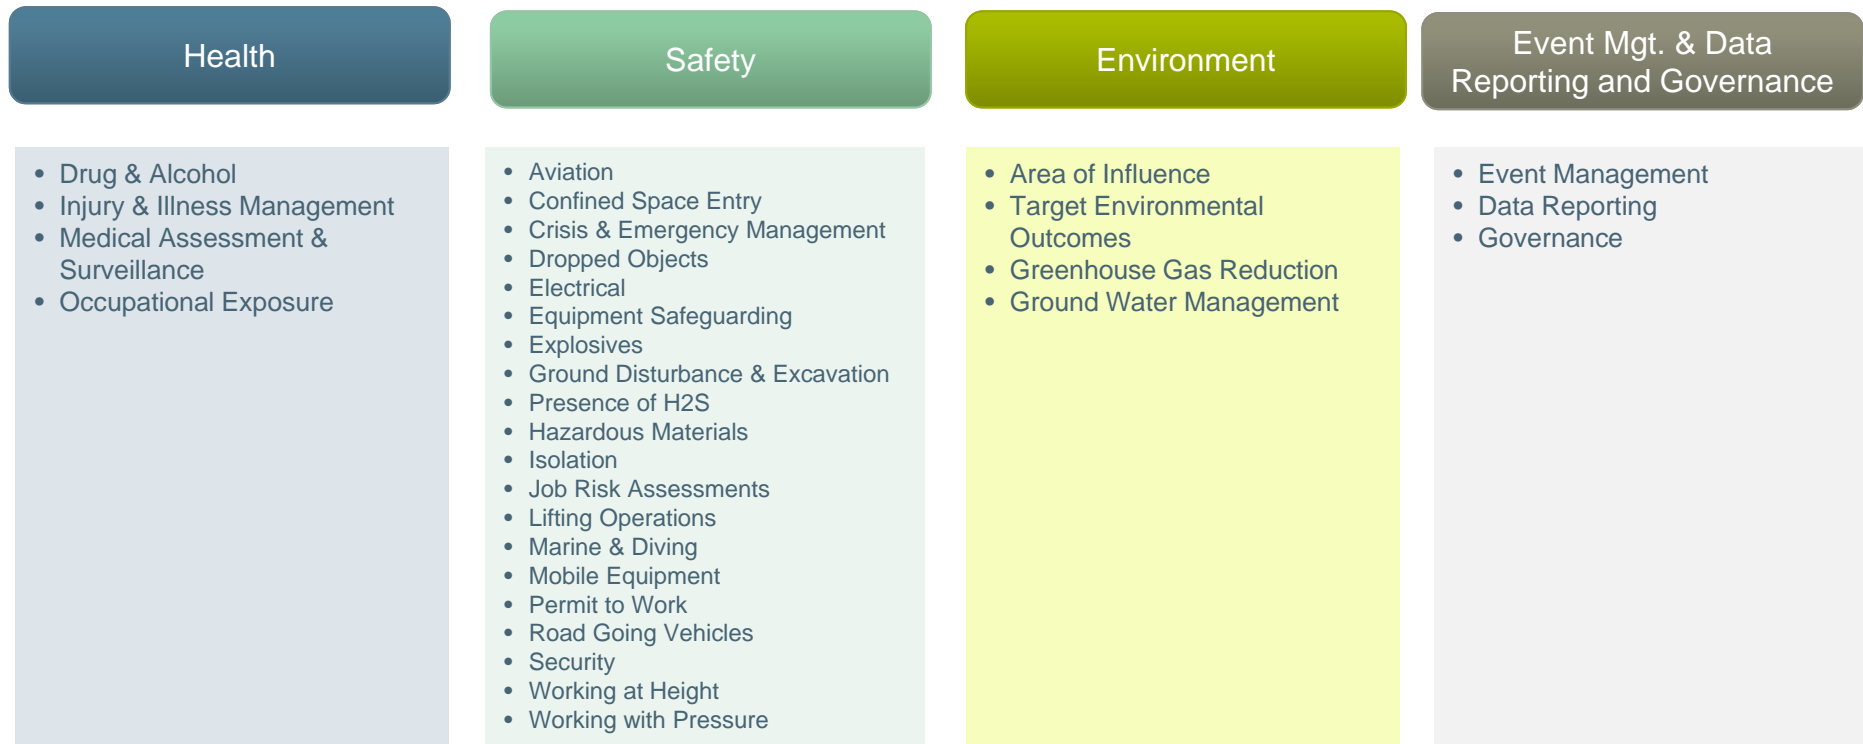 Health
Safety
Environment
Event Mgt. & Data
Reporting and Governance
• Drug & Alcohol
• Injury & Illness Management
• Medical Assessment &
Surveillance
• Occupational Exposure
• Aviation
• Confined Space Entry
• Crisis & Emergency Management
• Dropped Objects
• Electrical
• Equipment Safeguarding
• Explosives
• Ground Disturbance & Excavation
• Presence of H2S
• Hazardous Materials
• Isolation
• Job Risk Assessments
• Lifting Operations
• Marine & Diving
• Mobile Equipment
• Permit to Work
• Road Going Vehicles
• Security
• Working at Height
• Working with Pressure
• Area of Influence
• Target Environmental
Outcomes
• Greenhouse Gas Reduction
• Ground Water Management
• Event Management
• Data Reporting
• Governance